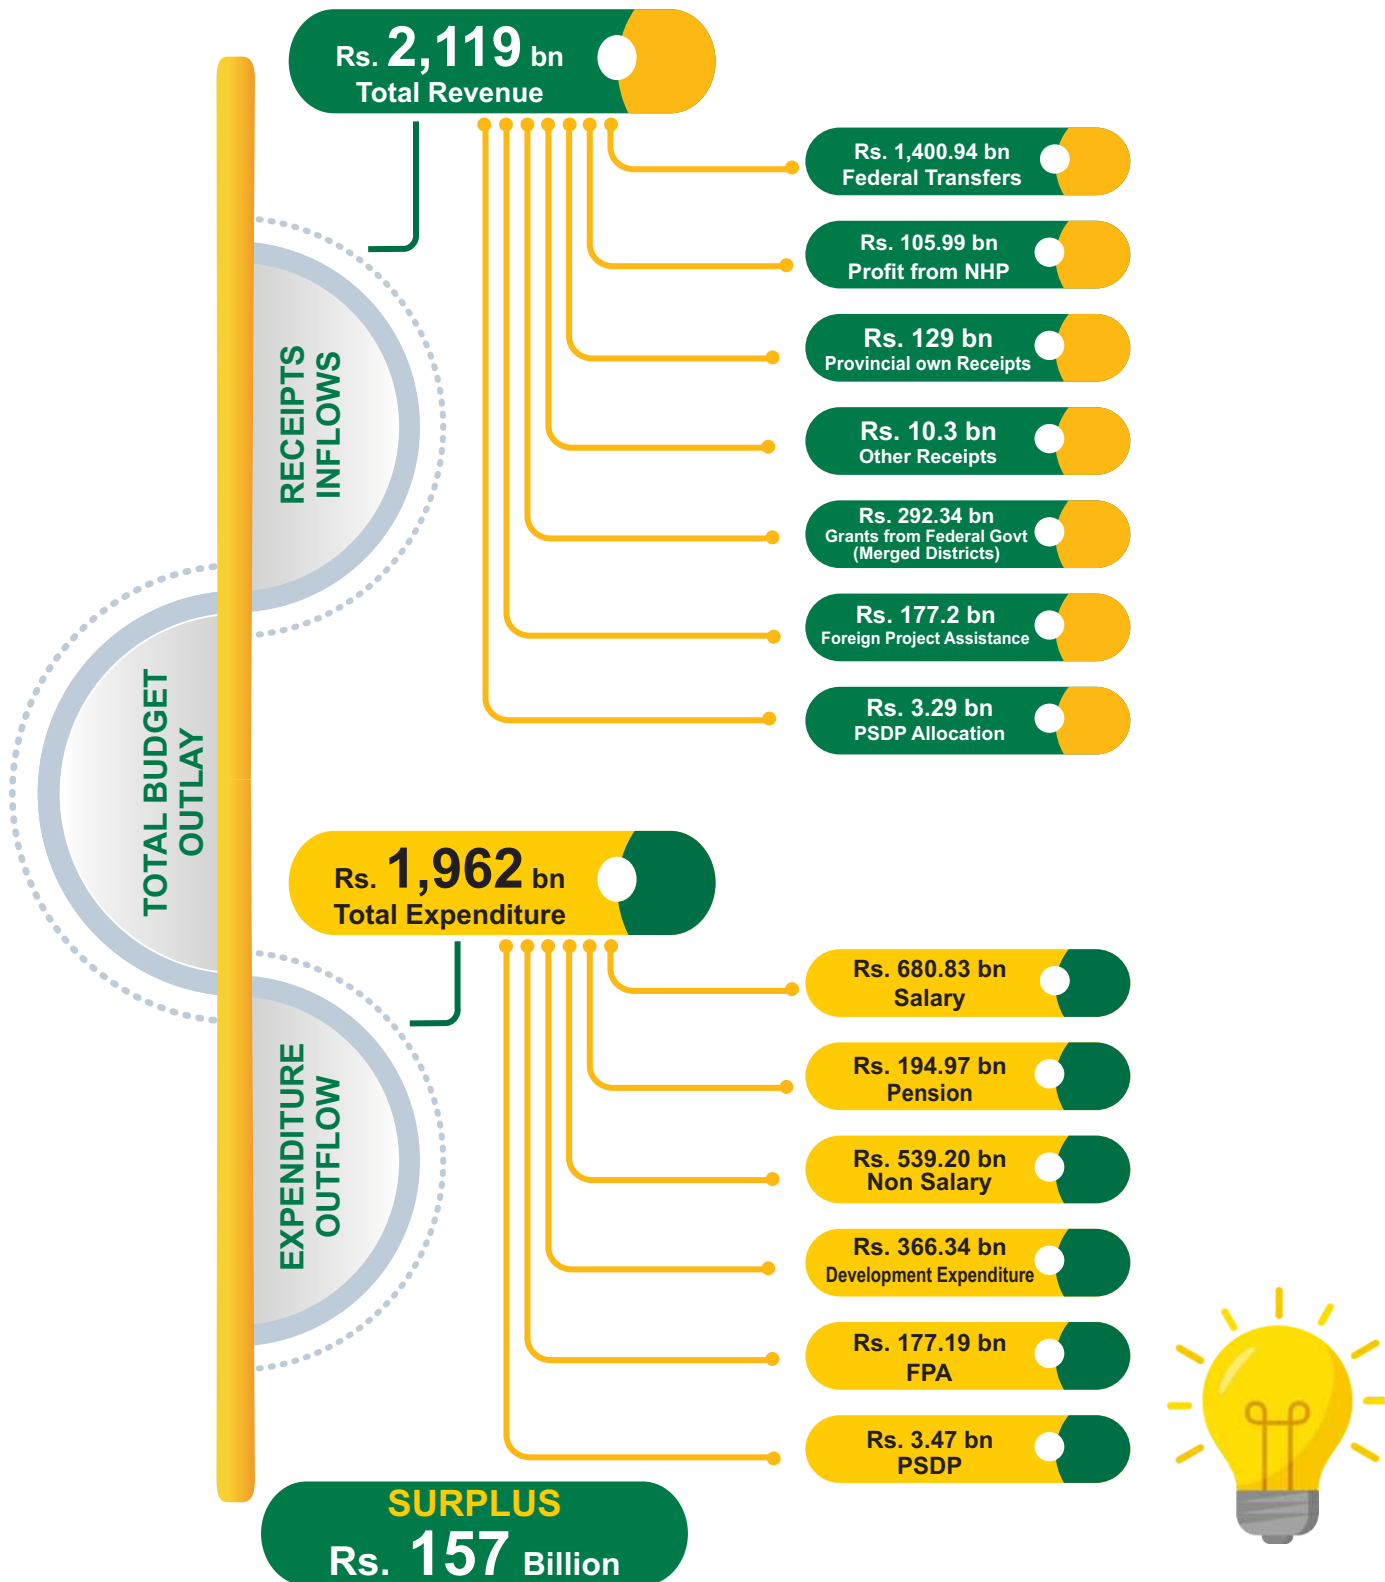 Rs. 2,119 bn
Total Revenue
Rs. 1,400.94 bn
Federal Transfers
Rs. 105.99 bn
Profit from NHP
Rs. 129 bn
Provincial own Receipts
Rs. 10.3 bn
Other Receipts
Rs. 292.34 bn
Grants from Federal Govt
(Merged Districts)
Rs. 177.2 bn
Foreign Project Assistance
Rs. 3.29 bn
PSDP Allocation
RECEIPTS
INFLOWS
TOTAL BUDGET
OUTLAY
Rs. 1,962 bn
Total Expenditure
Rs. 680.83 bn
Salary
Rs. 194.97 bn
Pension
Rs. 539.20 bn
Non Salary
Rs. 366.34 bn
Development Expenditure
Rs. 177.19 bn
FPA
Rs. 3.47 bn
PSDP
EXPENDITURE
OUTFLOW
SURPLUS
Rs. 157 Billion